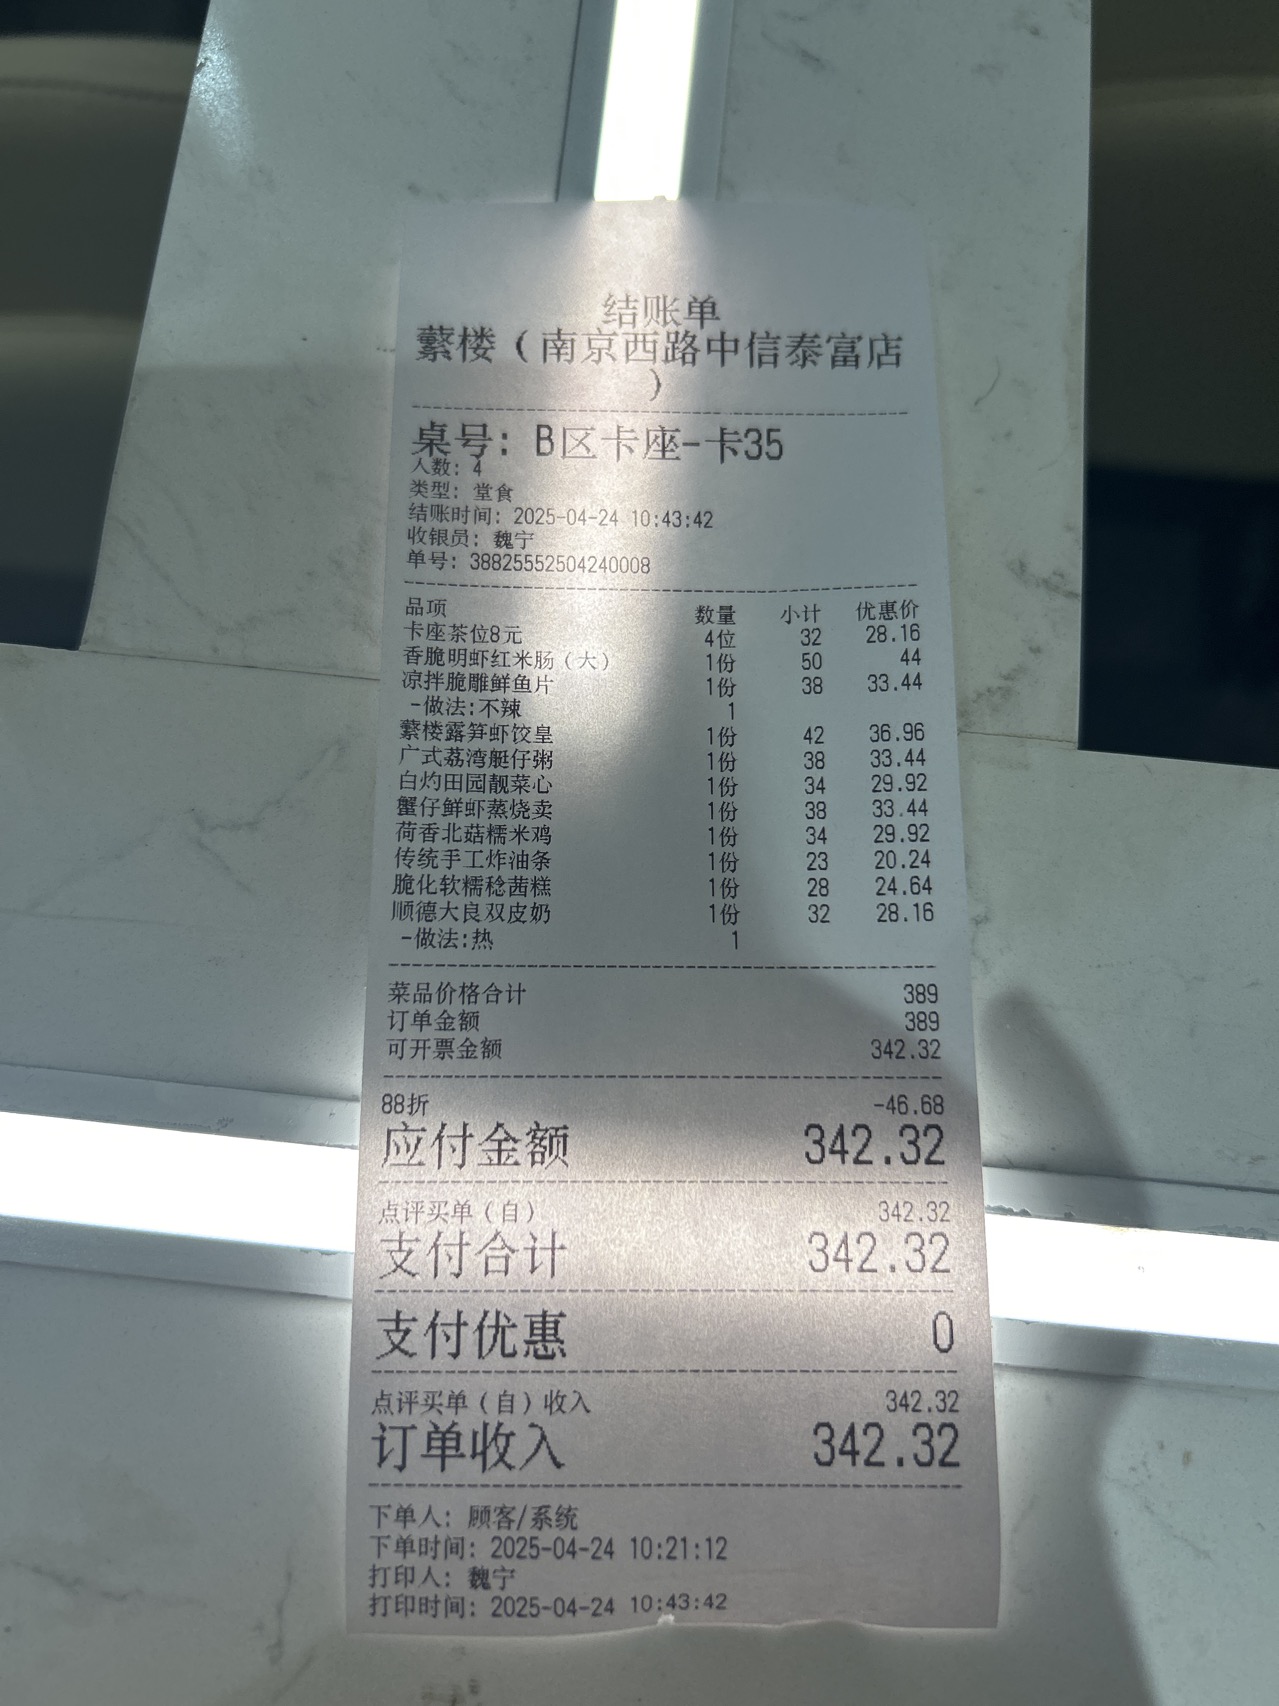 结账单
蘩楼（南京西路中信泰富店
）
桌号: B区卡座-卡35
人数: 4
类型: 堂食
结账时间: 2025-04-24 10:43:42
收银员: 魏宁
单号: 38825552504240008
品项 数量 小计 优惠价
卡座茶位8元 4位 32 28.16
香脆明虾红米肠（大） 1份 50 44
凉拌脆雕鲜鱼片 1份 38 33.44
-做法:不辣 1
蘩楼露笋虾饺皇 1份 42 36.96
广式荔湾艇仔粥 1份 38 33.44
白灼田园靓菜心 1份 34 29.92
蟹仔鲜虾蒸烧卖 1份 38 33.44
荷香北菇糯米鸡 1份 34 29.92
传统手工炸油条 1份 23 20.24
脆化软糯稔茜糕 1份 28 24.64
顺德大良双皮奶 1份 32 28.16
-做法:热 1
菜品价格合计 389
订单金额 389
可开票金额 342.32
88折 -46.68
应付金额 342.32
点评买单（自） 342.32
支付合计 342.32
支付优惠 0
点评买单（自）收入 342.32
订单收入 342.32
下单人: 顾客/系统
下单时间: 2025-04-24 10:21:12
打印人: 魏宁
打印时间: 2025-04-24 10:43:42